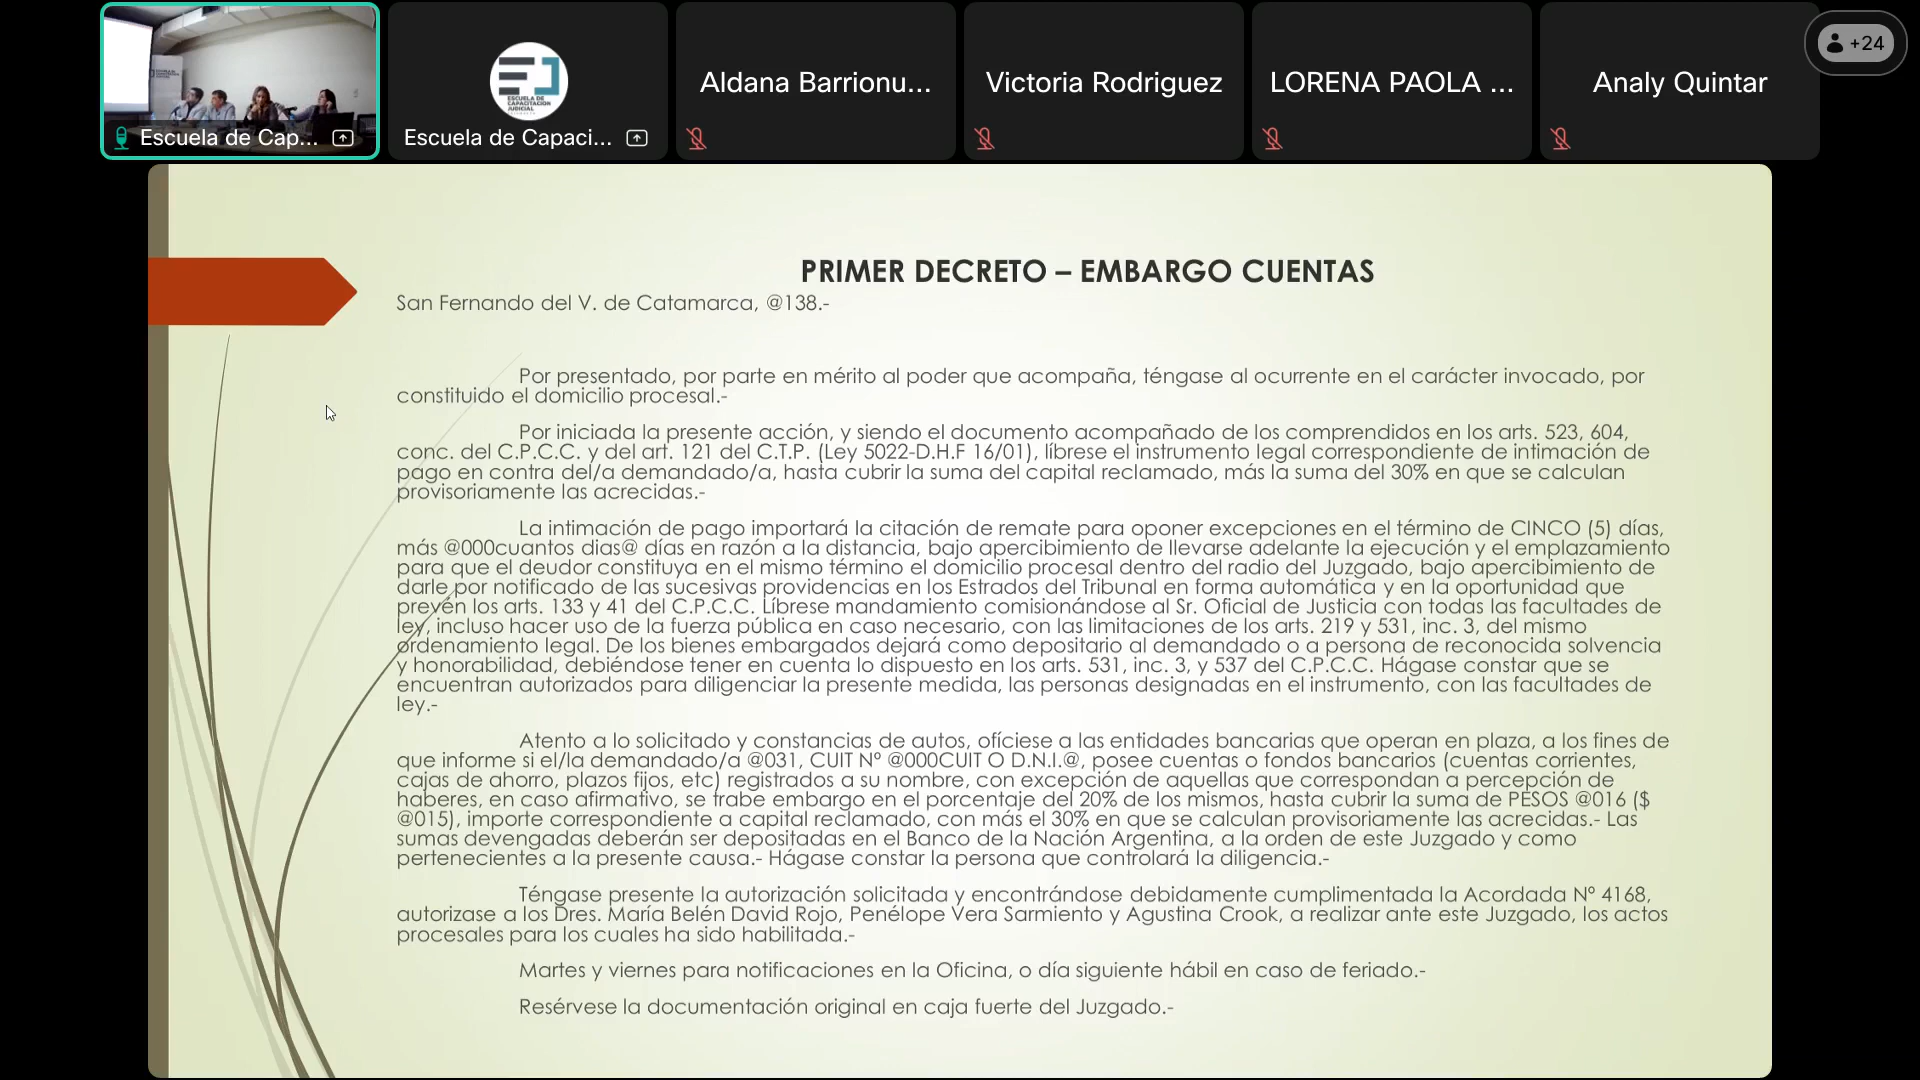 Escuela de Cap...
ESCUELA DE
CAPACITACION
JUDICIAL
Escuela de Capaci...
Aldana Barrionu...
Victoria Rodriguez
LORENA PAOLA ...
Analy Quintar
+24
PRIMER DECRETO – EMBARGO CUENTAS
San Fernando del V. de Catamarca, @138.-
Por presentado, por parte en mérito al poder que acompaña, téngase al ocurrente en el carácter invocado, por
constituido el domicilio procesal.-
Por iniciada la presente acción, y siendo el documento acompañado de los comprendidos en los arts. 523, 604,
conc. del C.P.C.C. y del art. 121 del C.T.P. (Ley 5022-D.H.F 16/01), líbrese el instrumento legal correspondiente de intimación de
pago en contra del/a demandado/a, hasta cubrir la suma del capital reclamado, más la suma del 30% en que se calculan
provisoriamente las acrecidas.-
La intimación de pago importará la citación de remate para oponer excepciones en el término de CINCO (5) días,
más @000cuantos dias@ días en razón a la distancia, bajo apercibimiento de llevarse adelante la ejecución y el emplazamiento
para que el deudor constituya en el mismo término el domicilio procesal dentro del radio del Juzgado, bajo apercibimiento de
darle por notificado de las sucesivas providencias en los Estrados del Tribunal en forma automática y en la oportunidad que
prevén los arts. 133 y 41 del C.P.C.C. Líbrese mandamiento comisionándose al Sr. Oficial de Justicia con todas las facultades de
ley, incluso hacer uso de la fuerza pública en caso necesario, con las limitaciones de los arts. 219 y 531, inc. 3, del mismo
ordenamiento legal. De los bienes embargados dejará como depositario al demandado o a persona de reconocida solvencia
y honorabilidad, debiéndose tener en cuenta lo dispuesto en los arts. 531, inc. 3, y 537 del C.P.C.C. Hágase constar que se
encuentran autorizados para diligenciar la presente medida, las personas designadas en el instrumento, con las facultades de
ley.-
Atento a lo solicitado y constancias de autos, ofíciese a las entidades bancarias que operan en plaza, a los fines de
que informe si el/la demandado/a @031, CUIT Nº @000CUIT O D.N.I.@, posee cuentas o fondos bancarios (cuentas corrientes,
cajas de ahorro, plazos fijos, etc) registrados a su nombre, con excepción de aquellas que correspondan a percepción de
haberes, en caso afirmativo, se trabe embargo en el porcentaje del 20% de los mismos, hasta cubrir la suma de PESOS @016 ($
@015), importe correspondiente a capital reclamado, con más el 30% en que se calculan provisoriamente las acrecidas.- Las
sumas devengadas deberán ser depositadas en el Banco de la Nación Argentina, a la orden de este Juzgado y como
pertenecientes a la presente causa.- Hágase constar la persona que controlará la diligencia.-
Téngase presente la autorización solicitada y encontrándose debidamente cumplimentada la Acordada Nº 4168,
autorizase a los Dres. María Belén David Rojo, Penélope Vera Sarmiento y Agustina Crook, a realizar ante este Juzgado, los actos
procesales para los cuales ha sido habilitada.-
Martes y viernes para notificaciones en la Oficina, o día siguiente hábil en caso de feriado.-
Resérvese la documentación original en caja fuerte del Juzgado.-